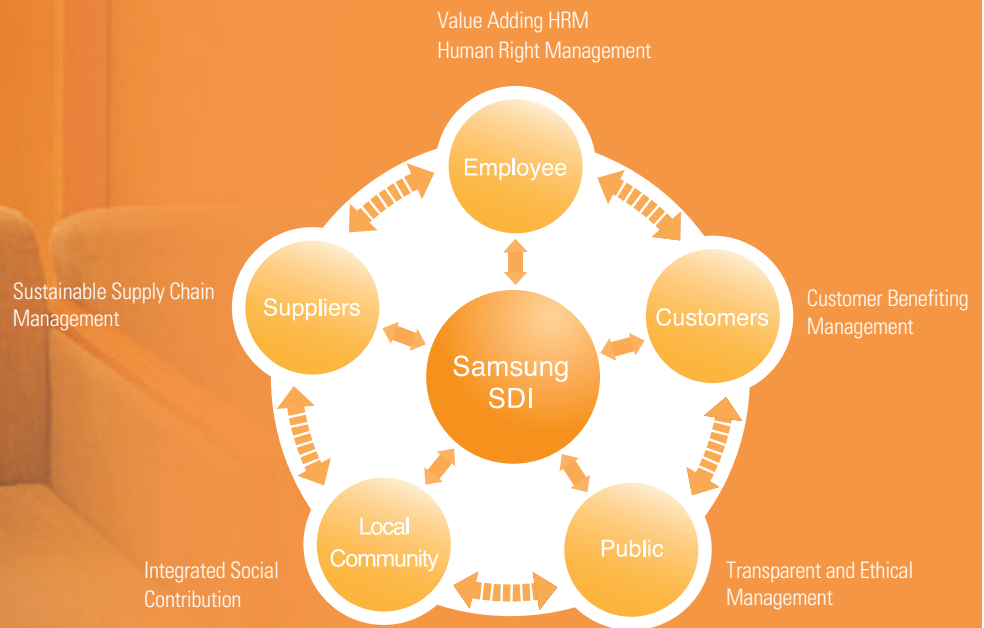 Value Adding HRM
Human Right Management
Employee
Suppliers
Customers
Sustainable Supply Chain
Management
Customer Benefiting
Management
Samsung
SDI
Local
Community
Public
Integrated Social
Contribution
Transparent and Ethical
Management